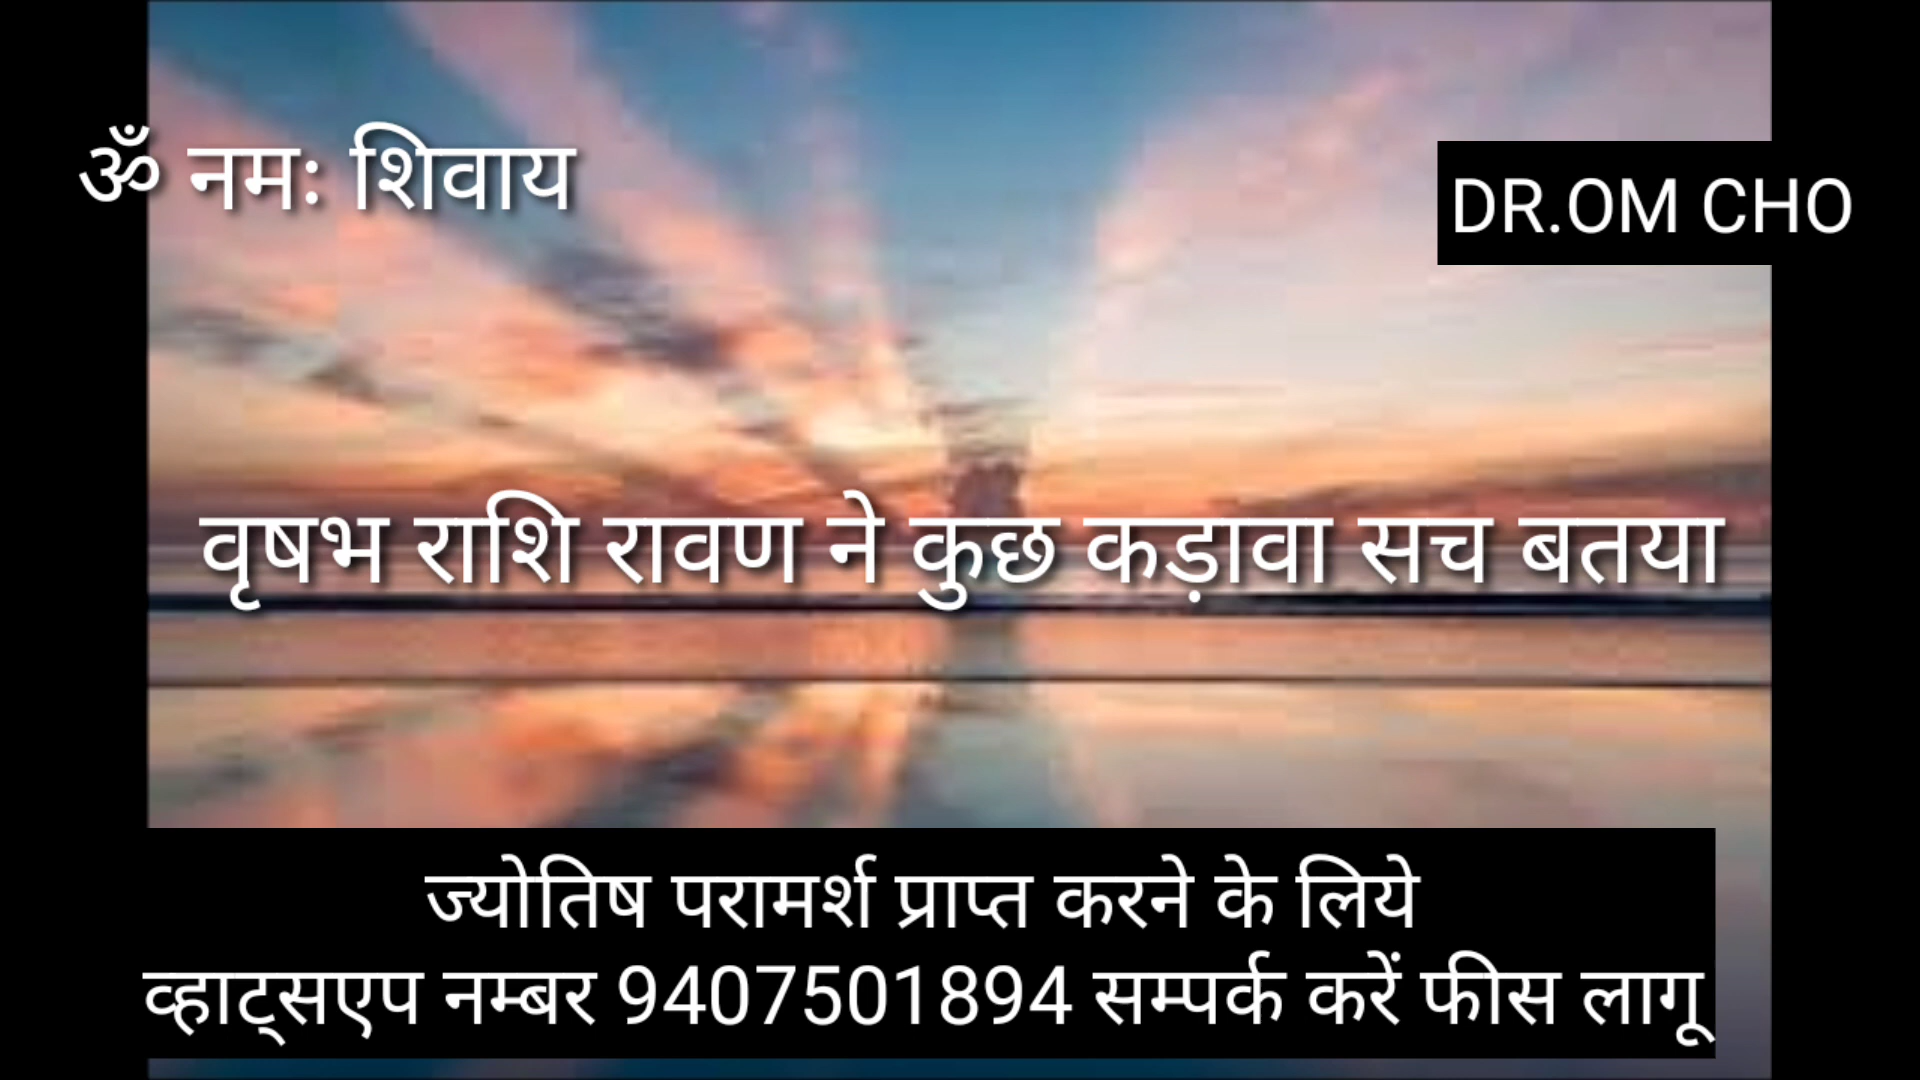 ॐ नमः शिवाय
DR.OM CHO
वृषभ राशि रावण ने कुछ कड़ावा सच बतया
ज्योतिष परामर्श प्राप्त करने के लिये
व्हाट्सएप नम्बर 9407501894 सम्पर्क करें फीस लागू